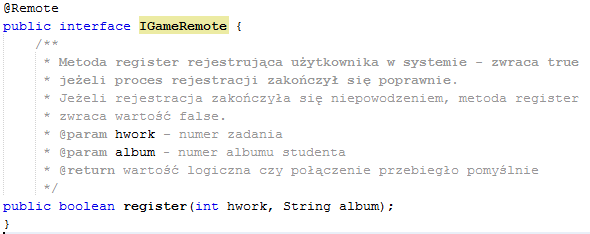 @Remote
public interface IGameRemote {
/**
* Metoda register rejestrująca użytkownika w systemie - zwraca true
* jeżeli proces rejestracji zakończył się poprawnie.
* Jeżeli rejestracja zakończyła się niepowodzeniem, metoda register
* zwraca wartość false.
* @param hwork - numer zadania
* @param album - numer albumu studenta
* @return wartość logiczna czy połączenie przebiegło pomyślnie
*/
public boolean register(int hwork, String album);
}